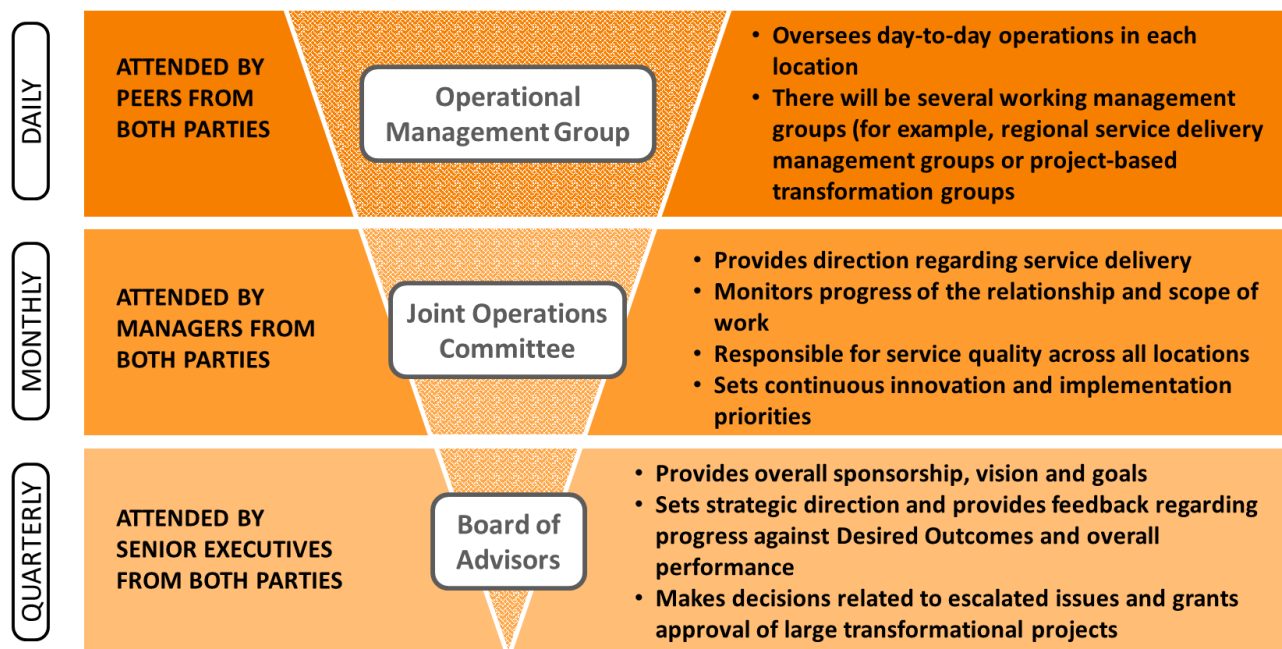 DAILY
ATTENDED BY
PEERS FROM
BOTH PARTIES
Operational
Management Group
• Oversees day-to-day operations in each
location
• There will be several working management
groups (for example, regional service delivery
management groups or project-based
transformation groups
MONTHLY
ATTENDED BY
MANAGERS FROM
BOTH PARTIES
Joint Operations
Committee
• Provides direction regarding service delivery
• Monitors progress of the relationship and scope of
work
• Responsible for service quality across all locations
• Sets continuous innovation and implementation
priorities
QUARTERLY
ATTENDED BY
SENIOR EXECUTIVES
FROM BOTH PARTIES
Board of
Advisors
• Provides overall sponsorship, vision and goals
• Sets strategic direction and provides feedback regarding
progress against Desired Outcomes and overall
performance
• Makes decisions related to escalated issues and grants
approval of large transformational projects